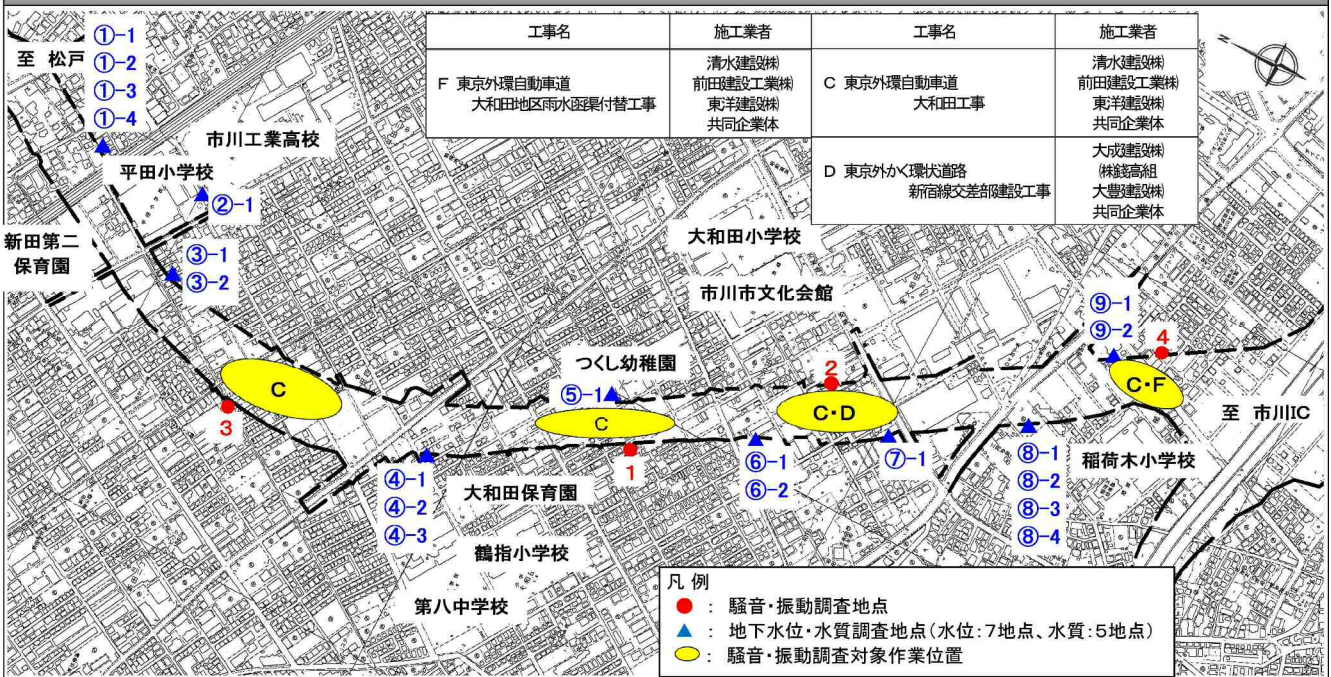 工事名
施工業者
工事名
施工業者
F 東京外環自動車道
大和田地区雨水函渠付替工事
清水建設㈱
前田建設工業㈱
東洋建設㈱
共同企業体
C 東京外環自動車道
大和田工事
清水建設㈱
前田建設工業㈱
東洋建設㈱
共同企業体
D 東京外かく環状道路
新宿線交差部建設工事
大成建設㈱
㈱錢高組
大豊建設㈱
共同企業体
N
至 松戸
①-1
①-2
①-3
①-4
市川工業高校
平田小学校
②-1
新田第二
保育園
③-1
③-2
大和田小学校
市川市文化会館
⑨-1
⑨-2
4
つくし幼稚園
2
⑤-1
C
C
C・D
C・F
至 市川IC
3
1
④-1
④-2
④-3
大和田保育園
⑥-1
⑥-2
⑦-1
⑧-1
⑧-2
⑧-3
⑧-4
稲荷木小学校
鶴指小学校
第八中学校
凡 例
： 騒音・振動調査地点
： 地下水位・水質調査地点（水位：7地点、水質：5地点）
： 騒音・振動調査対象作業位置